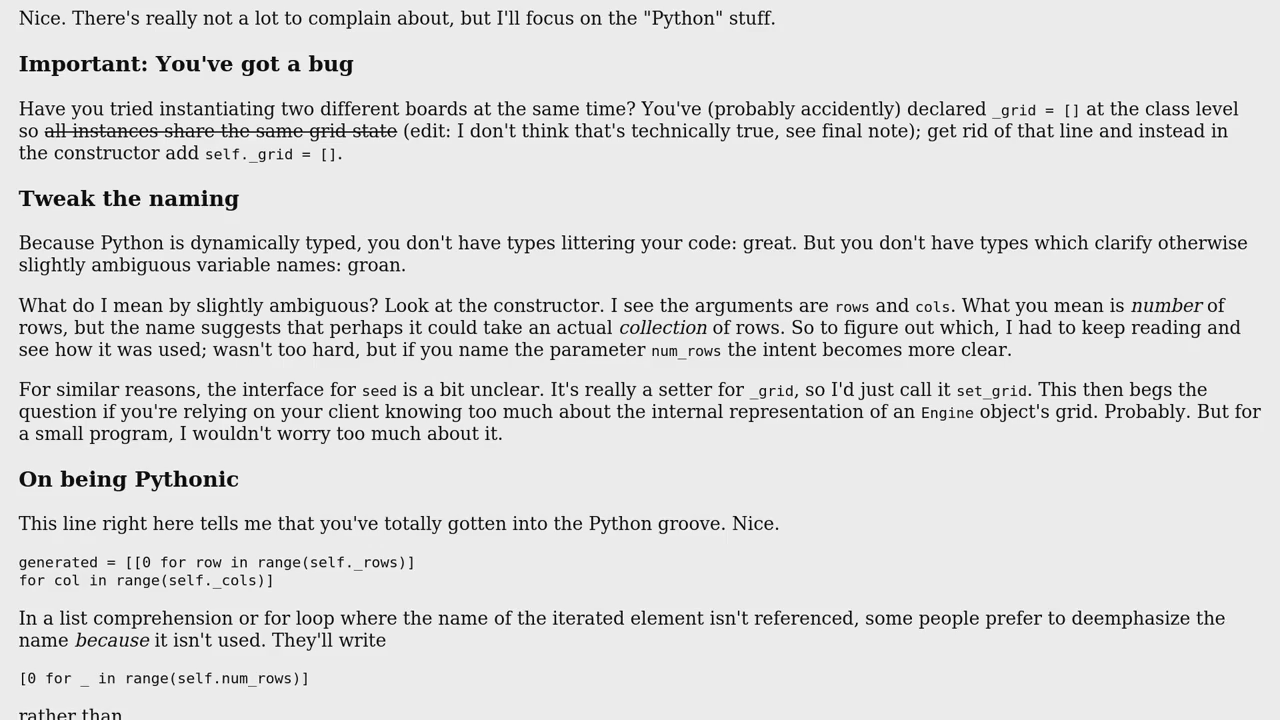 Nice. There's really not a lot to complain about, but I'll focus on the "Python" stuff.
Important: You've got a bug
Have you tried instantiating two different boards at the same time? You've (probably accidently) declared _grid = [] at the class level
so all instances share the same grid state (edit: I don't think that's technically true, see final note); get rid of that line and instead in
the constructor add self._grid = [].
Tweak the naming
Because Python is dynamically typed, you don't have types littering your code: great. But you don't have types which clarify otherwise
slightly ambiguous variable names: groan.
What do I mean by slightly ambiguous? Look at the constructor. I see the arguments are rows and cols. What you mean is number of
rows, but the name suggests that perhaps it could take an actual collection of rows. So to figure out which, I had to keep reading and
see how it was used; wasn't too hard, but if you name the parameter num_rows the intent becomes more clear.
For similar reasons, the interface for seed is a bit unclear. It's really a setter for _grid, so I'd just call it set_grid. This then begs the
question if you're relying on your client knowing too much about the internal representation of an Engine object's grid. Probably. But for
a small program, I wouldn't worry too much about it.
On being Pythonic
This line right here tells me that you've totally gotten into the Python groove. Nice.
generated = [[0 for row in range(self._rows)]
for col in range(self._cols)]
In a list comprehension or for loop where the name of the iterated element isn't referenced, some people prefer to deemphasize the
name because it isn't used. They'll write
[0 for _ in range(self.num_rows)]
rather than